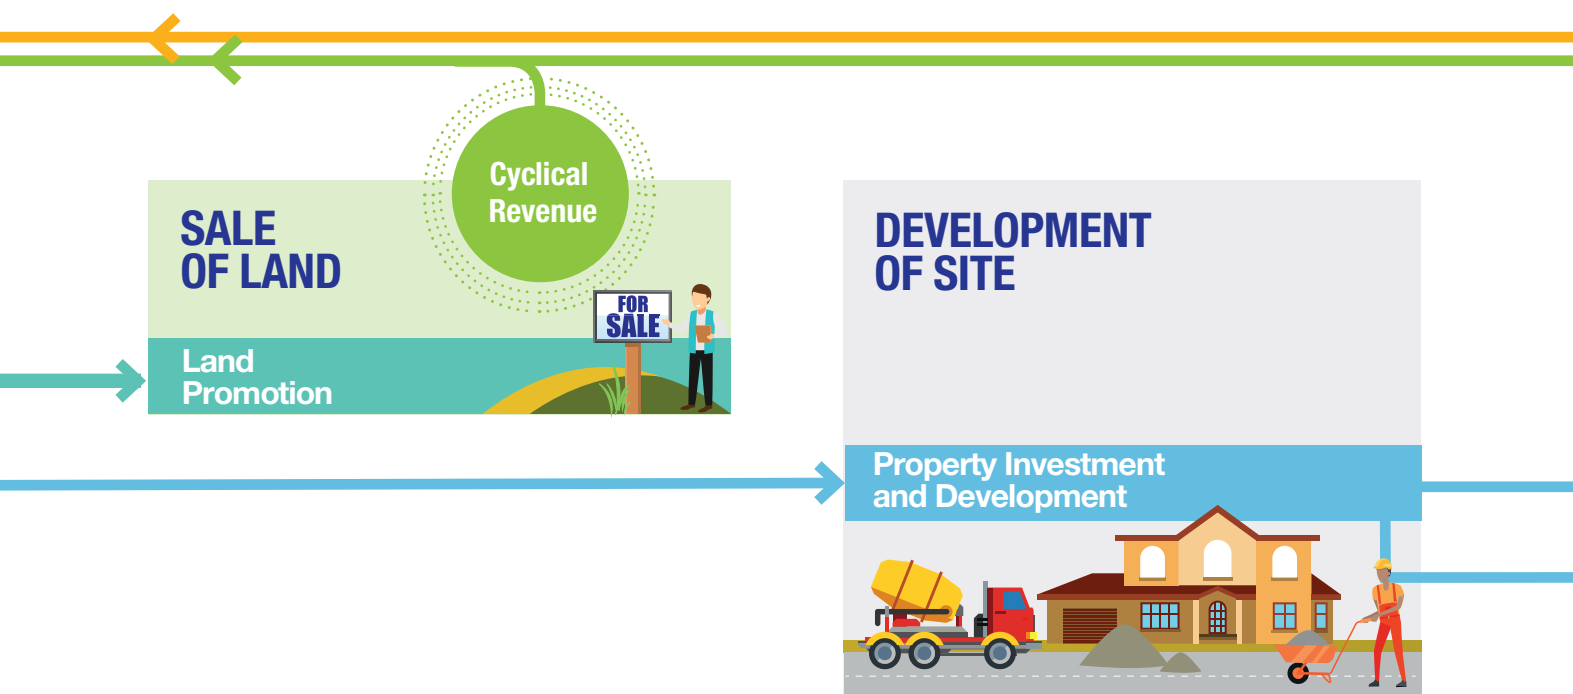 Cyclical
Revenue
SALE
OF LAND
FOR
SALE
Land
Promotion
DEVELOPMENT
OF SITE
Property Investment
and Development